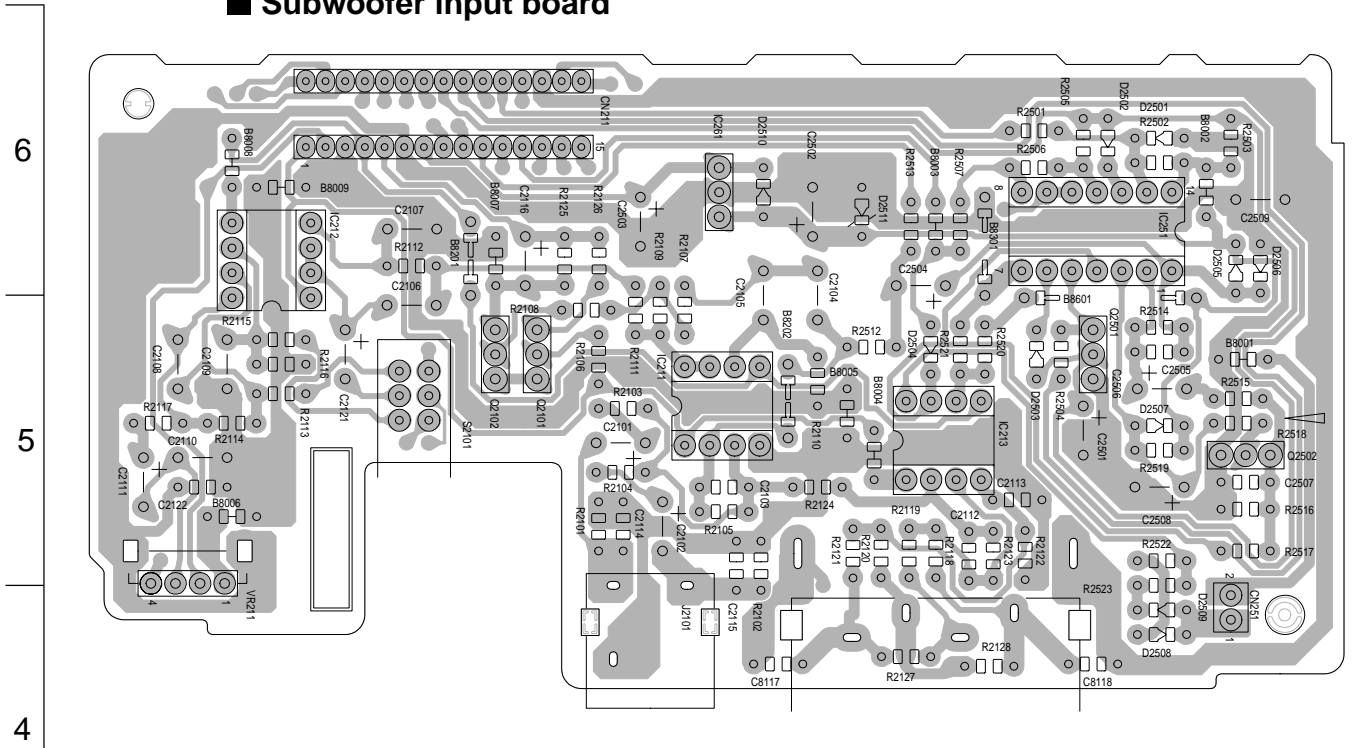 ■ Subwoofer input board
6
5
4
CN211
15
1
B8008
B8009
IC212
C2107
R2112
C2106
B8201
B8007
C2116
R2125
R2126
C2503
R2109
R2107
IC261
D2510
C2502
D2511
R2513
B8003
R2507
R2501
R2506
R2505
D2502
D2501
R2502
B8002
R2503
8
14
7
1
B8301
IC251
C2509
D2505
D2506
C2504
C2105
C2104
B8202
R2512
D2504
R2521
R2520
B8601
Q2501
R2514
B8001
R2115
C2108
C2109
R2116
C2121
R2108
R2106
R2111
IC211
B8005
B8004
C2506
C2505
R2515
R2117
R2114
R2113
S2101
Q2102
Q2101
R2103
C2101
R2110
IC213
D2503
R2504
C2501
D2507
R2518
Q2502
C2110
C2111
C2122
B8006
R2104
R2101
C2114
C2102
R2105
C2103
R2124
C2113
R2519
C2508
C2507
R2516
R2517
R2119
C2112
R2121
R2120
R2118
R2123
R2122
R2522
R2523
VR211
4
1
J2101
C2115
R2102
D2509
D2508
CN251
2
1
C8117
R2127
R2128
C8118